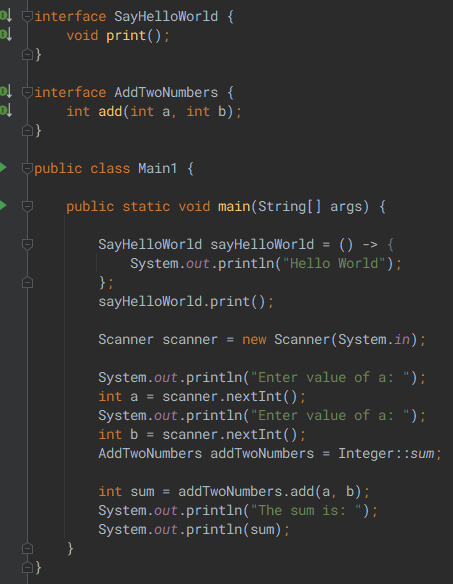 interface SayHelloWorld {
void print();
}
interface AddTwoNumbers {
int add(int a, int b);
}
public class Main1 {
public static void main(String[] args) {
SayHelloWorld sayHelloWorld = () -> {
System.out.println("Hello World");
};
sayHelloWorld.print();
Scanner scanner = new Scanner(System.in);
System.out.println("Enter value of a: ");
int a = scanner.nextInt();
System.out.println("Enter value of a: ");
int b = scanner.nextInt();
AddTwoNumbers addTwoNumbers = Integer::sum;
int sum = addTwoNumbers.add(a, b);
System.out.println("The sum is: ");
System.out.println(sum);
}
}